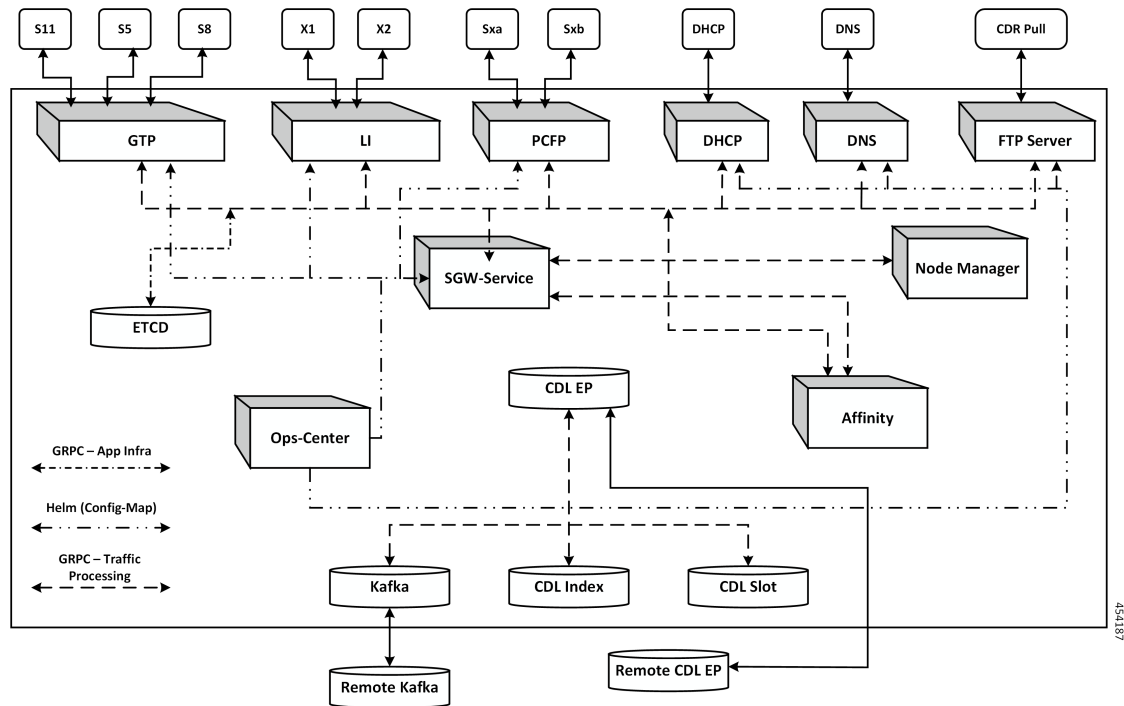 S11
S5
S8
X1
X2
Sxa
Sxb
DHCP
DNS
CDR Pull
GTP
LI
PCFP
DHCP
DNS
FTP Server
SGW-Service
Node Manager
ETCD
CDL EP
Affinity
Ops-Center
GRPC – App Infra
Helm (Config-Map)
GRPC – Traffic
Processing
Kafka
CDL Index
CDL Slot
454187
Remote Kafka
Remote CDL EP